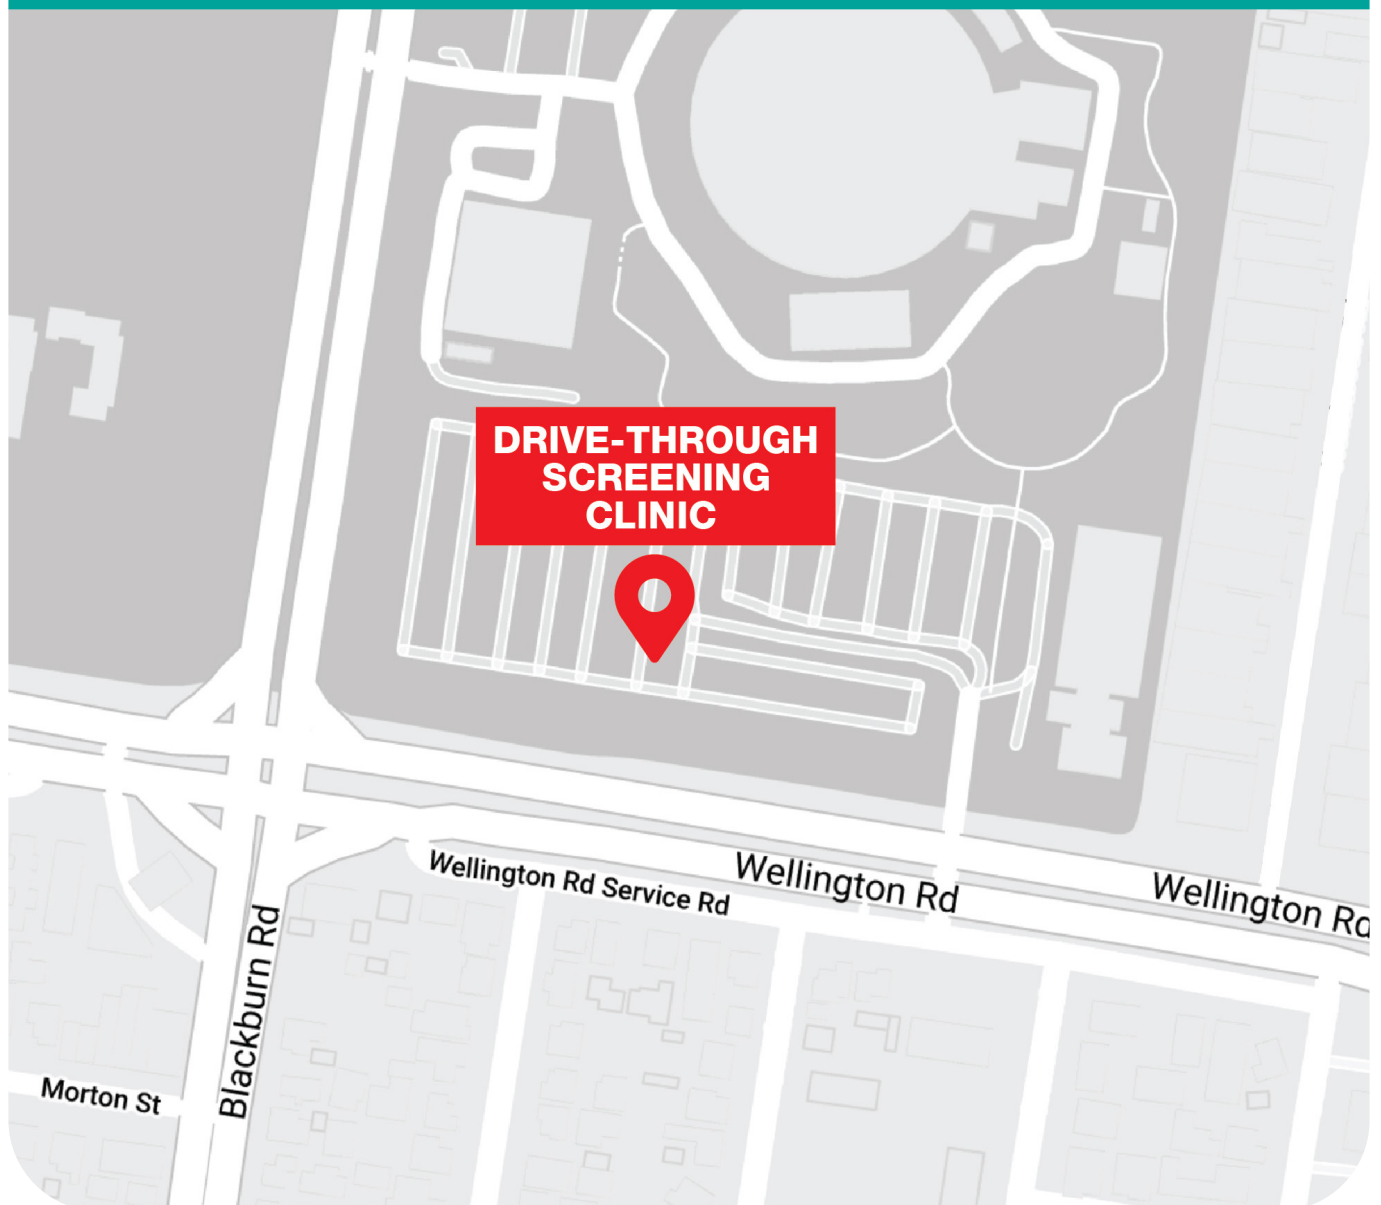 DRIVE-THROUGH
SCREENING
CLINIC
Wellington Rd Service Rd
Wellington Rd
Wellington Rd
Blackburn Rd
Morton St